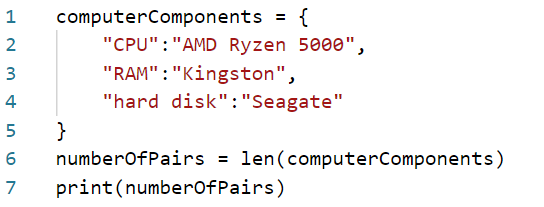 1 computerComponents = {
2     "CPU":"AMD Ryzen 5000",
3     "RAM":"Kingston",
4     "hard disk":"Seagate"
5 }
6 numberOfPairs = len(computerComponents)
7 print(numberOfPairs)